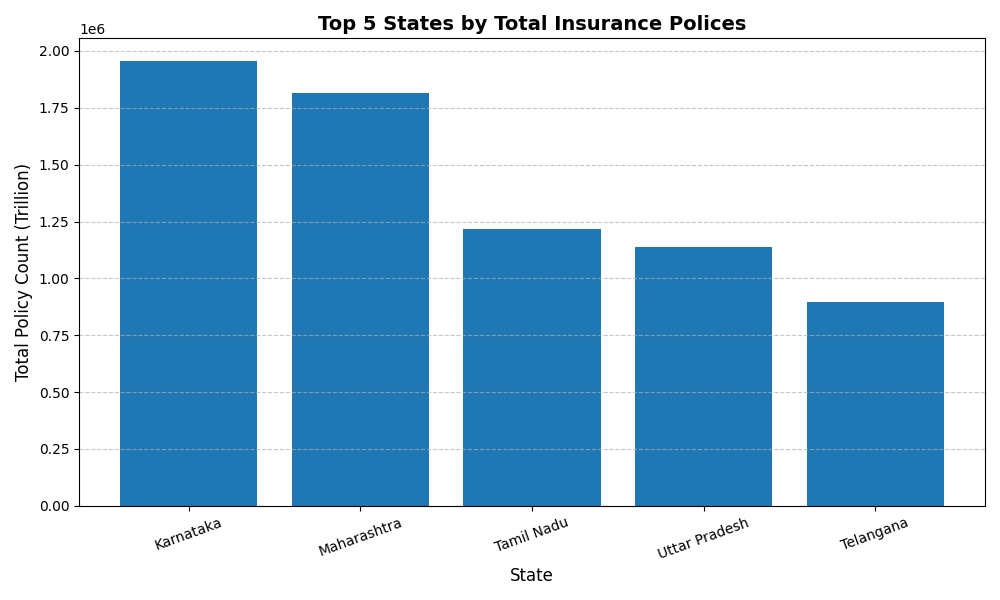 Top 5 States by Total Insurance Polices
1e6
2.00
1.75
1.50
1.25
1.00
0.75
0.50
0.25
0.00
Total Policy Count (Trillion)
Karnataka
Maharashtra
Tamil Nadu
Uttar Pradesh
Telangana
State